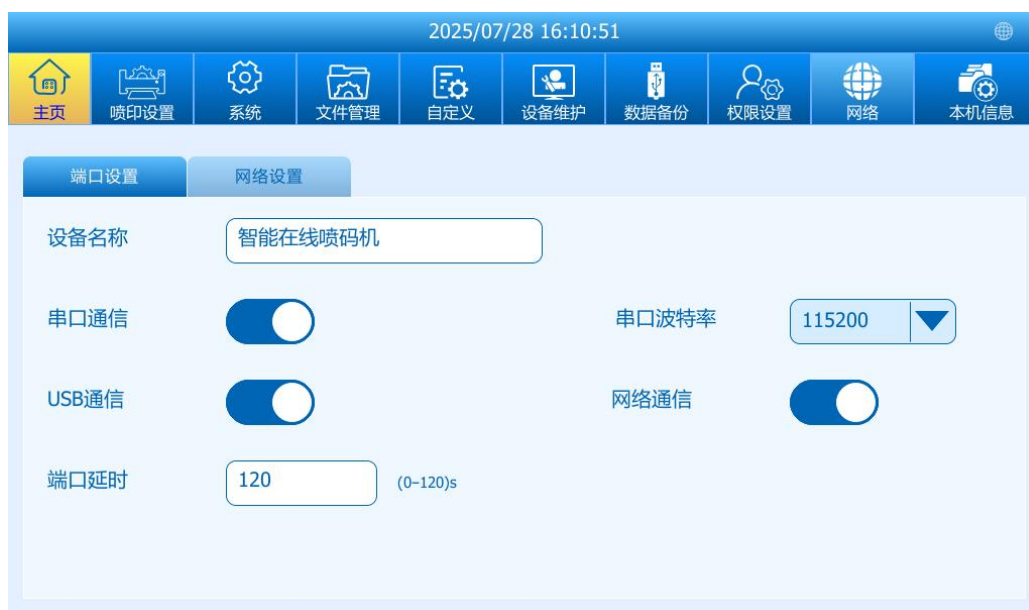 2025/07/28 16:10:51
主页 喷印设置 系统 文件管理 自定义 设备维护 数据备份 权限设置 网络 本机信息
端口设置 网络设置
设备名称 智能在线喷码机
串口通信 串口波特率 115200
USB通信 网络通信
端口延时 120 (0-120)s